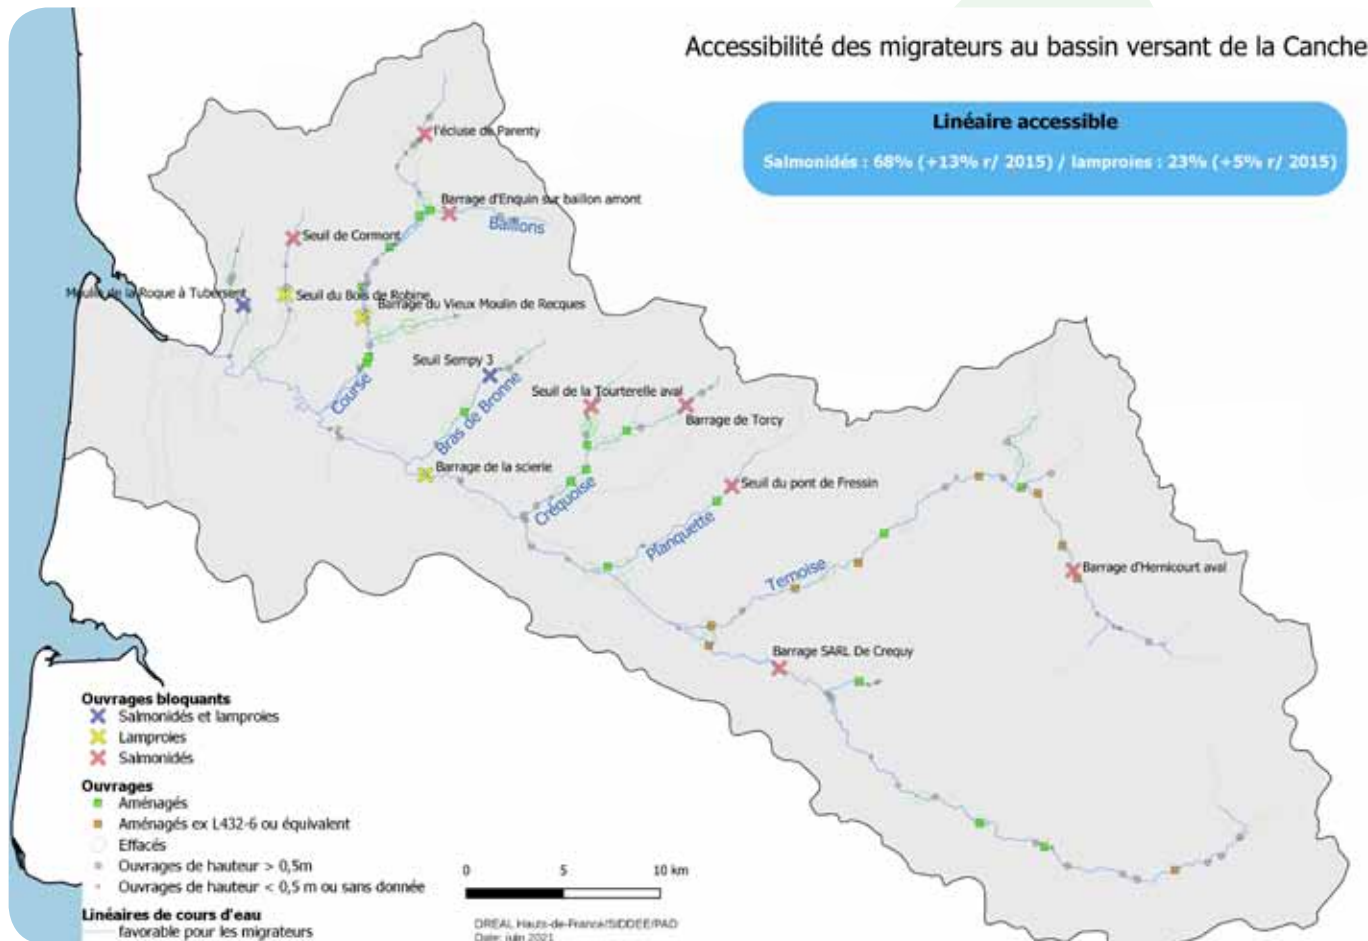 Accessibilité des migrateurs au bassin versant de la Canche
Linéaire accessible
Salmonidés : 68% (+13% r/ 2015) / lamproies : 23% (+5% r/ 2015)
l'écluse de Parenty
Barrage d'Enquin sur baillon amont
Baillons
Seuil de Cormont
Moulin de la Roque à Tubersent
Seuil du Bois de Robine
Barrage du Vieux Moulin de Recques
Seuil Sempy 3
Course
Bras de Bronne
Seuil de la Tourterelle aval
Barrage de Torcy
Barrage de la scierie
Créquoise
Seuil du pont de Fressin
Planquette
Ternoise
Barrage d'Hernicourt aval
Barrage SARL De Crequy
Ouvrages bloquants
Salmonidés et lamproies
Lamproies
Salmonidés
Ouvrages
Aménagés
Aménagés ex L432-6 ou équivalent
Effacés
Ouvrages de hauteur > 0,5m
Ouvrages de hauteur < 0,5 m ou sans donnée
Linéaires de cours d'eau
favorable pour les migrateurs
0 5 10 km
DREAL Hauts-de-France/SIDDEE/PAD
Date: juin 2021